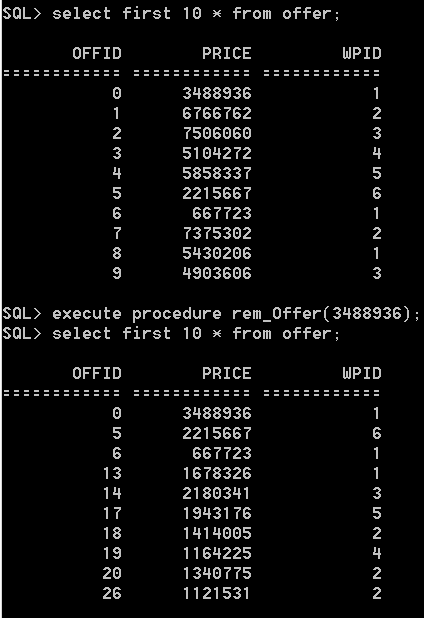 SQL> select first 10 * from offer;
OFFID PRICE WPID
============ ============ ============
0 3488936 1
1 6766762 2
2 7506060 3
3 5104272 4
4 5858337 5
5 2215667 6
6 667723 1
7 7375302 2
8 5430206 1
9 4903606 3
SQL> execute procedure rem_Offer(3488936);
SQL> select first 10 * from offer;
OFFID PRICE WPID
============ ============ ============
0 3488936 1
5 2215667 6
6 667723 1
13 1678326 1
14 2180341 3
17 1943176 5
18 1414005 2
19 1164225 4
20 1340775 2
26 1121531 2